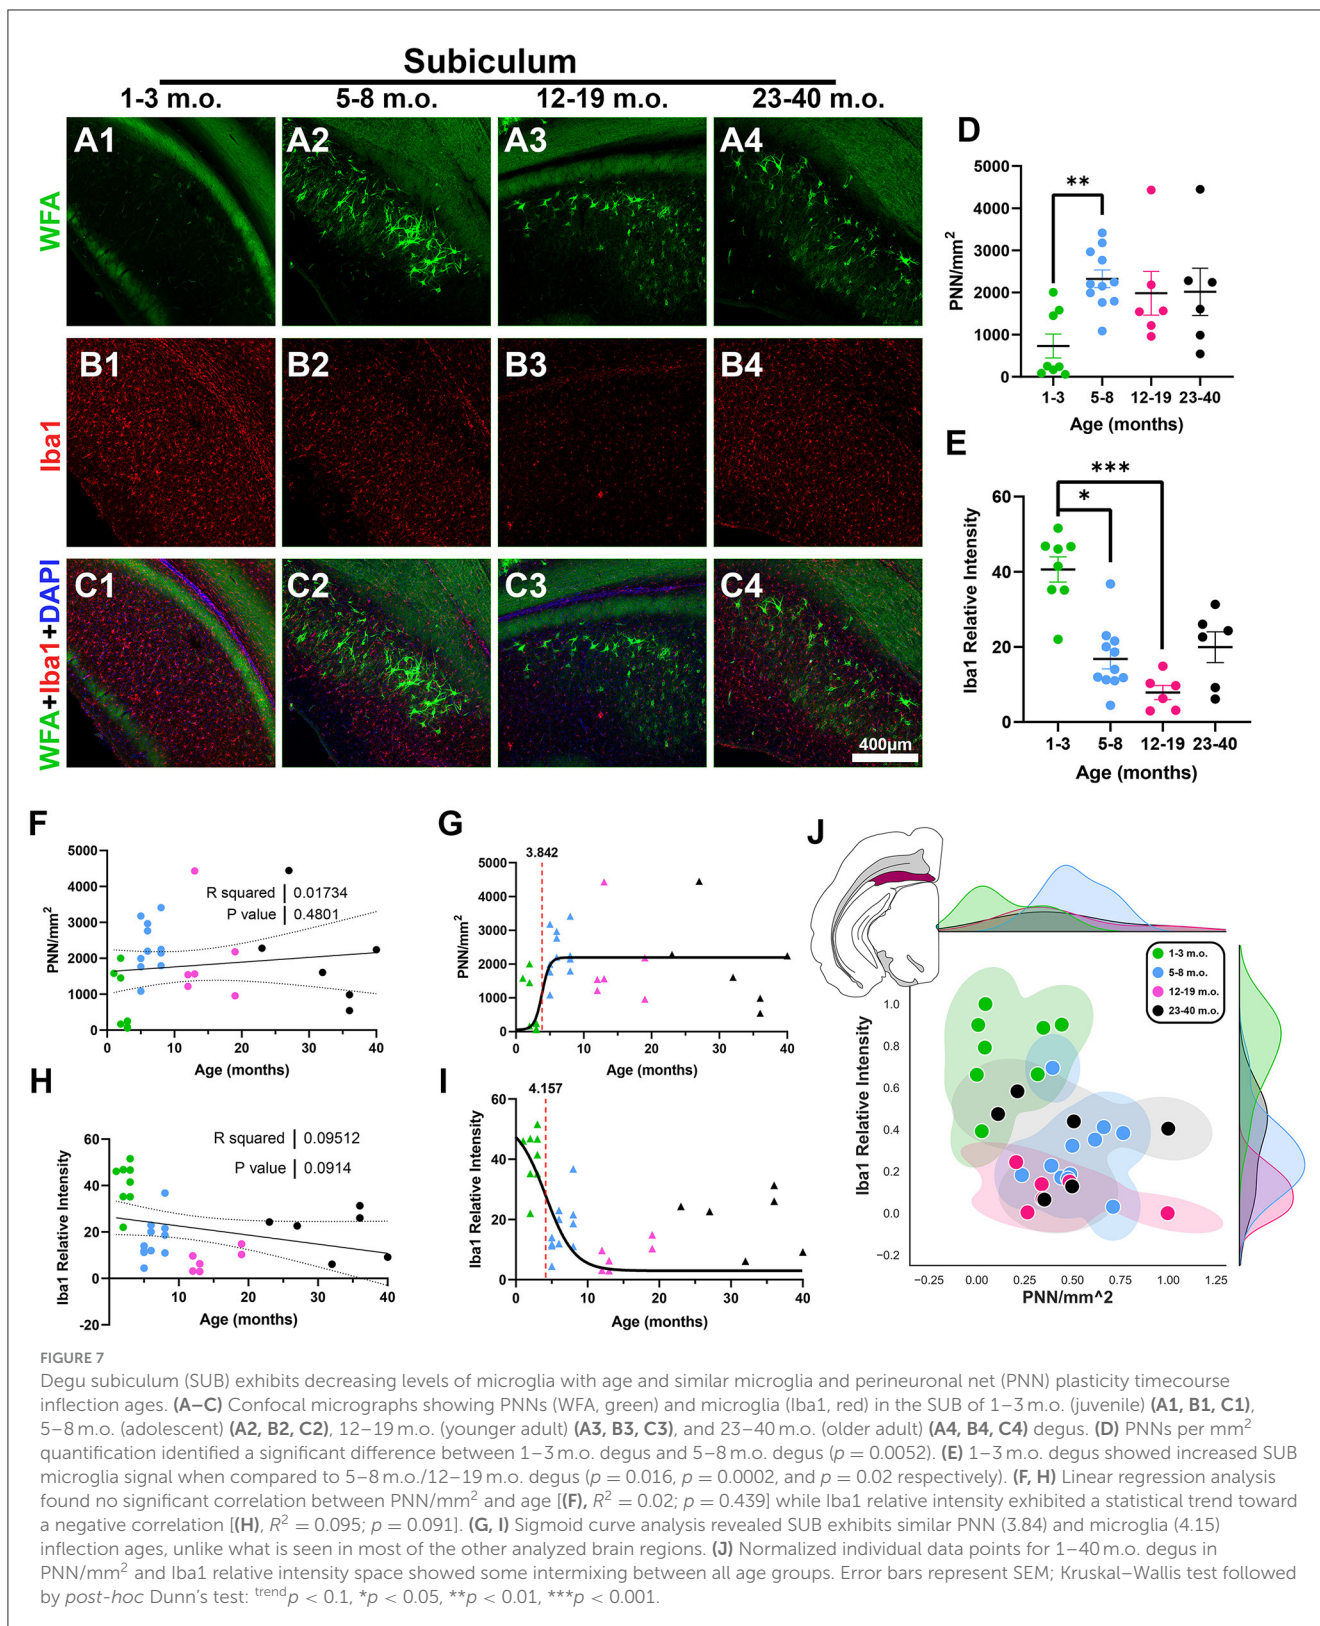 Subiculum
1-3 m.o. 5-8 m.o. 12-19 m.o. 23-40 m.o.
WFA
A1 A2 A3 A4
Iba1
B1 B2 B3 B4
WFA+Iba1+DAPI
C1 C2 C3 C4
400µm
D
5000
4000
3000
2000
1000
0
PNN/mm²
**
1-3 5-8 12-19 23-40
Age (months)
E
60
40
20
0
Iba1 Relative Intensity
***
*
1-3 5-8 12-19 23-40
Age (months)
F
5000
4000
3000
2000
1000
0
PNN/mm²
R squared 0.01734
P value 0.4801
0 10 20 30 40
Age (months)
G
3.842
5000
4000
3000
2000
1000
0
PNN/mm²
0 10 20 30 40
Age (months)
H
60
40
20
0
-20
Iba1 Relative Intensity
R squared 0.09512
P value 0.0914
10 20 30 40
Age (months)
I
4.157
60
40
20
0
Iba1 Relative Intensity
0 10 20 30 40
Age (months)
J
1-3 m.o.
5-8 m.o.
12-19 m.o.
23-40 m.o.
1.0
0.8
0.6
0.4
0.2
0.0
−0.2
Iba1 Relative Intensity
−0.25 0.00 0.25 0.50 0.75 1.00 1.25
PNN/mm^2
FIGURE 7
Degu subiculum (SUB) exhibits decreasing levels of microglia with age and similar microglia and perineuronal net (PNN) plasticity timecourse
inflection ages. (A–C) Confocal micrographs showing PNNs (WFA, green) and microglia (Iba1, red) in the SUB of 1–3 m.o. (juvenile) (A1, B1, C1),
5–8 m.o. (adolescent) (A2, B2, C2), 12–19 m.o. (younger adult) (A3, B3, C3), and 23–40 m.o. (older adult) (A4, B4, C4) degus. (D) PNNs per mm²
quantification identified a significant difference between 1–3 m.o. degus and 5–8 m.o. degus (p = 0.0052). (E) 1–3 m.o. degus showed increased SUB
microglia signal when compared to 5–8 m.o./12–19 m.o. degus (p = 0.016, p = 0.0002, and p = 0.02 respectively). (F, H) Linear regression analysis
found no significant correlation between PNN/mm² and age [(F), R² = 0.02; p = 0.439] while Iba1 relative intensity exhibited a statistical trend toward
a negative correlation [(H), R² = 0.095; p = 0.091]. (G, I) Sigmoid curve analysis revealed SUB exhibits similar PNN (3.84) and microglia (4.15)
inflection ages, unlike what is seen in most of the other analyzed brain regions. (J) Normalized individual data points for 1–40 m.o. degus in
PNN/mm² and Iba1 relative intensity space showed some intermixing between all age groups. Error bars represent SEM; Kruskal–Wallis test followed
by post-hoc Dunn's test: trend p < 0.1, *p < 0.05, **p < 0.01, ***p < 0.001.